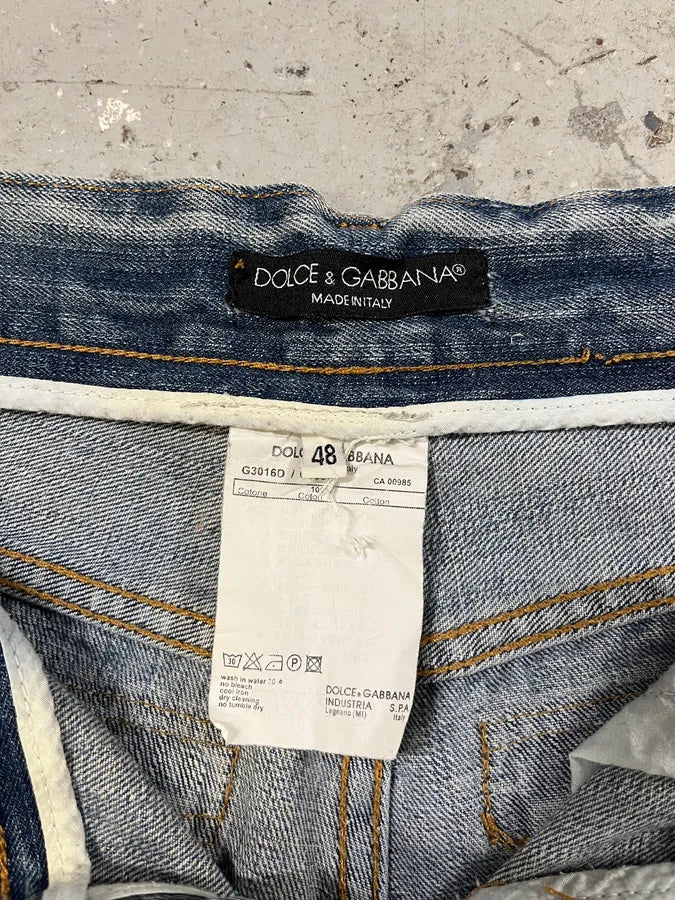 DOLCE & GABBANA®
MADE IN ITALY
48
G3016D /
CA 00985
Cotone Coton Cotton
30 P
wash in water 30 °
no bleach
cool iron
dry cleaning
no tumble dry
DOLCE & GABBANA
INDUSTRIA S.P.A
Legnano (MI) Italy